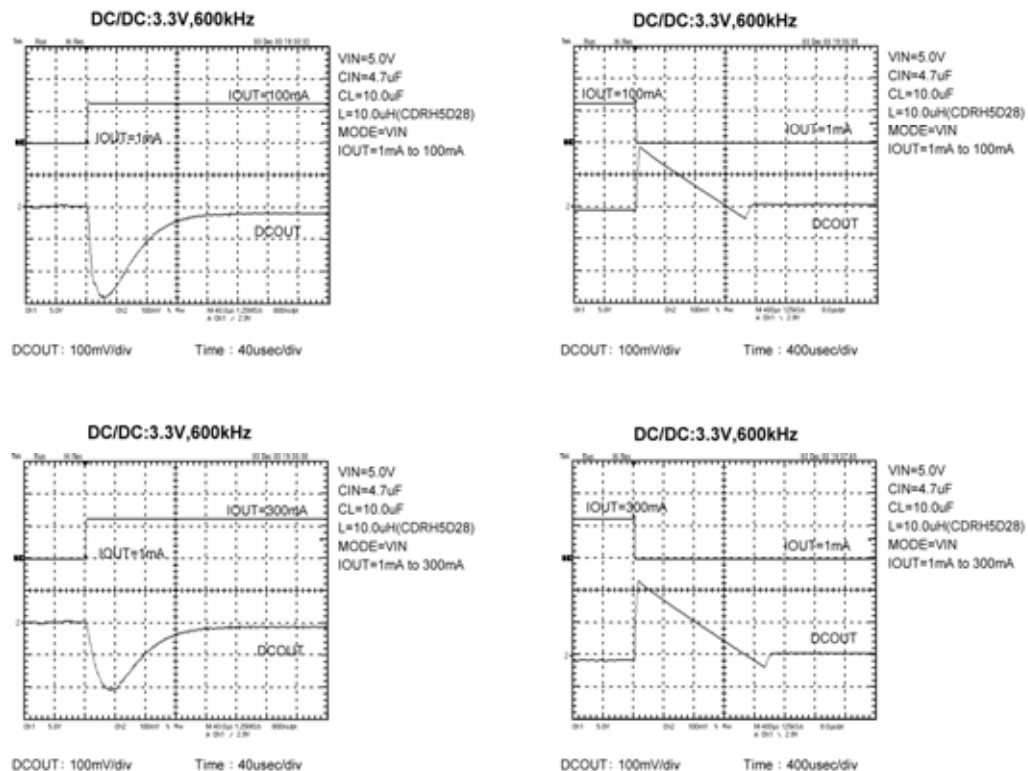 DC/DC:3.3V,600kHz
IOUT=100mA
IOUT=1mA
DCOUT
VIN=5.0V
CIN=4.7uF
CL=10.0uF
L=10.0uH(CDRH5D28)
MODE=VIN
IOUT=1mA to 100mA
DCOUT: 100mV/div Time : 40usec/div
DC/DC:3.3V,600kHz
IOUT=100mA
IOUT=1mA
DCOUT
VIN=5.0V
CIN=4.7uF
CL=10.0uF
L=10.0uH(CDRH5D28)
MODE=VIN
IOUT=1mA to 100mA
DCOUT: 100mV/div Time : 400usec/div
DC/DC:3.3V,600kHz
IOUT=300mA
IOUT=1mA
DCOUT
VIN=5.0V
CIN=4.7uF
CL=10.0uF
L=10.0uH(CDRH5D28)
MODE=VIN
IOUT=1mA to 300mA
DCOUT: 100mV/div Time : 40usec/div
DC/DC:3.3V,600kHz
IOUT=300mA
IOUT=1mA
DCOUT
VIN=5.0V
CIN=4.7uF
CL=10.0uF
L=10.0uH(CDRH5D28)
MODE=VIN
IOUT=1mA to 300mA
DCOUT: 100mV/div Time : 400usec/div